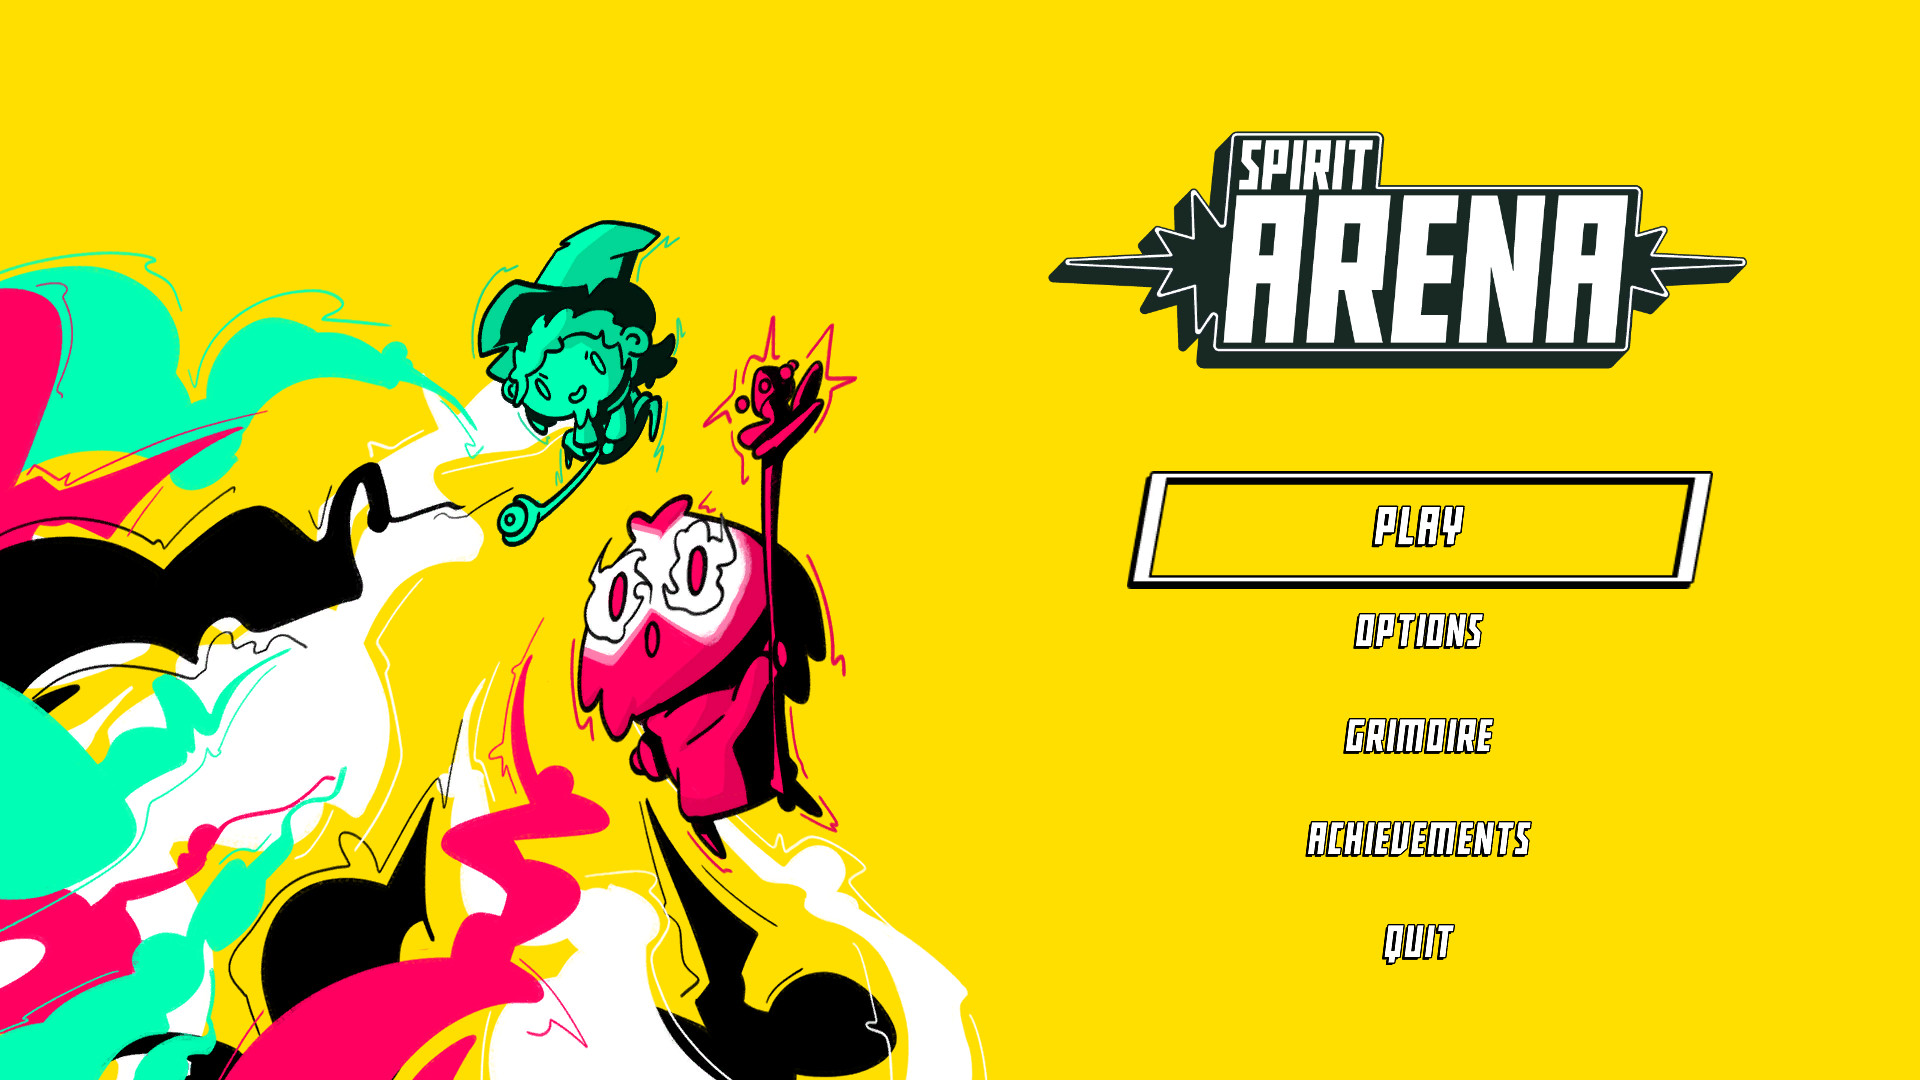 SPIRIT
ARENA
PLAY
OPTIONS
GRIMOIRE
ACHIEVEMENTS
QUIT